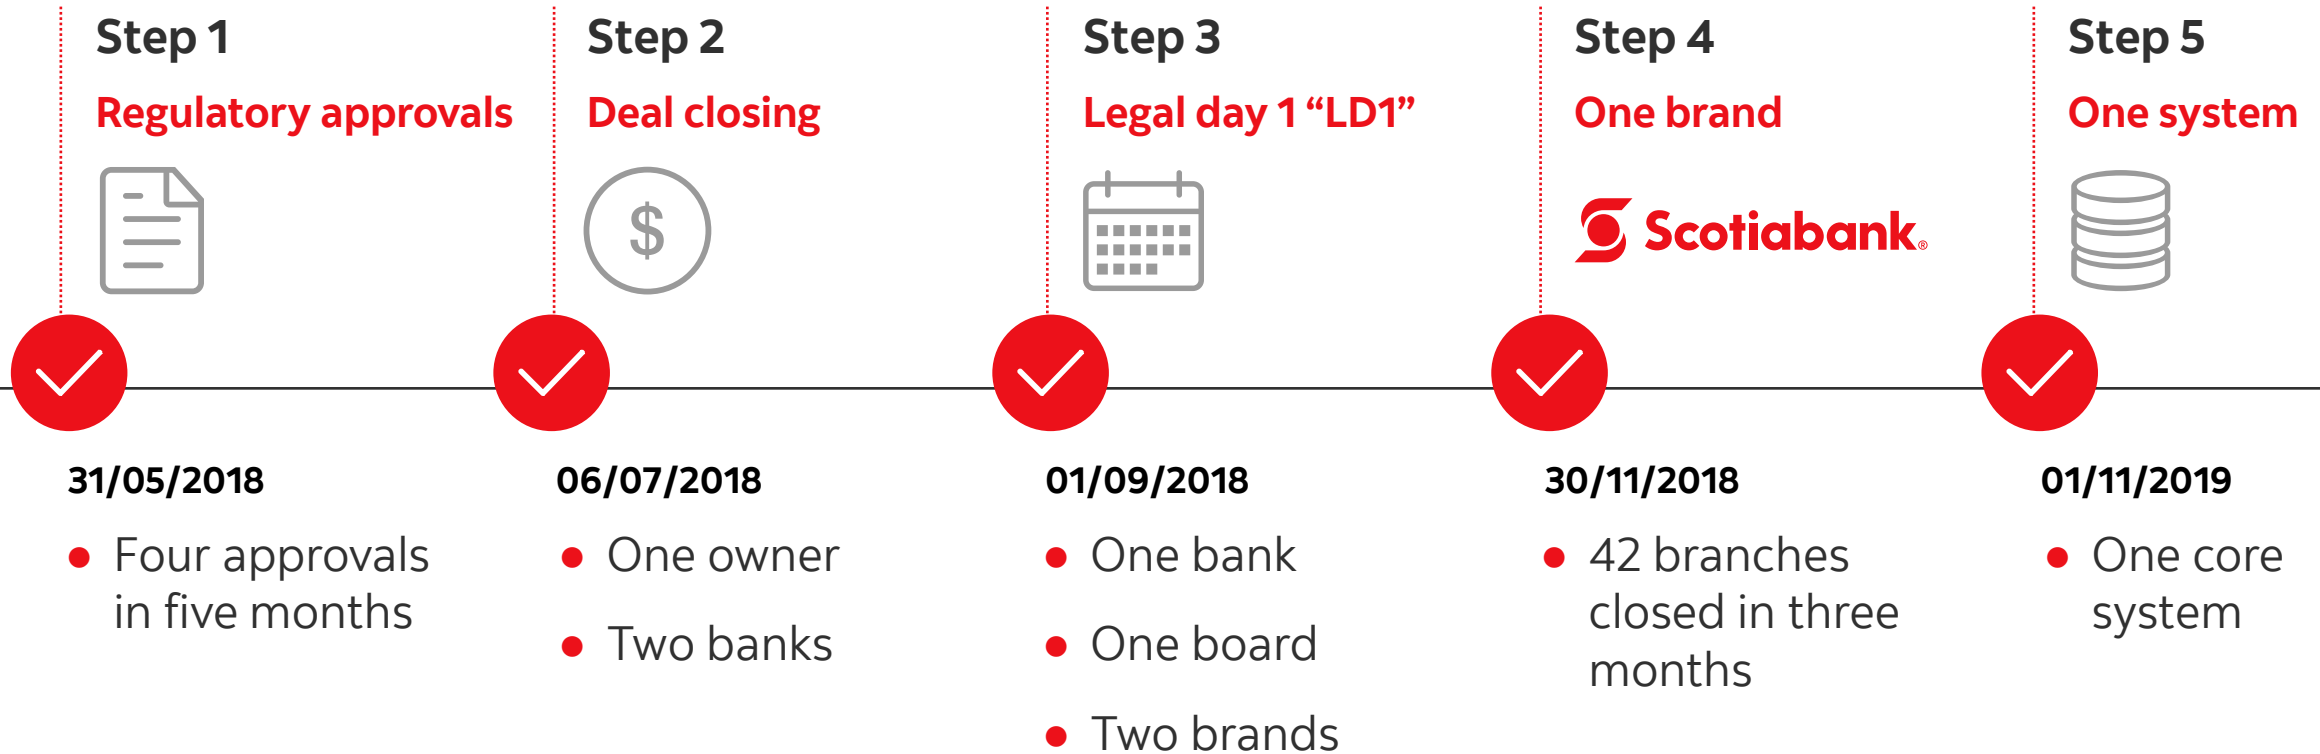 Step 1
Regulatory approvals
31/05/2018
• Four approvals
in five months
Step 2
Deal closing
$
06/07/2018
• One owner
• Two banks
Step 3
Legal day 1 “LD1”
01/09/2018
• One bank
• One board
• Two brands
Step 4
One brand
Scotiabank®
30/11/2018
• 42 branches
closed in three
months
Step 5
One system
01/11/2019
• One core
system